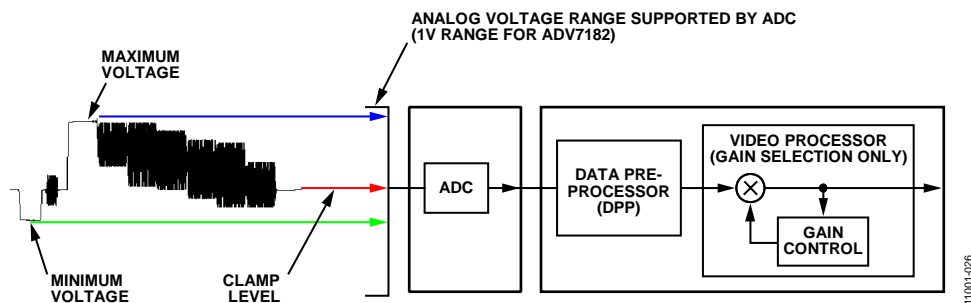 ANALOG VOLTAGE RANGE SUPPORTED BY ADC
(1V RANGE FOR ADV7182)
MAXIMUM
VOLTAGE
VIDEO PROCESSOR
(GAIN SELECTION ONLY)
ADC
DATA PRE-
PROCESSOR
(DPP)
GAIN
CONTROL
MINIMUM
VOLTAGE
CLAMP
LEVEL
11001-026